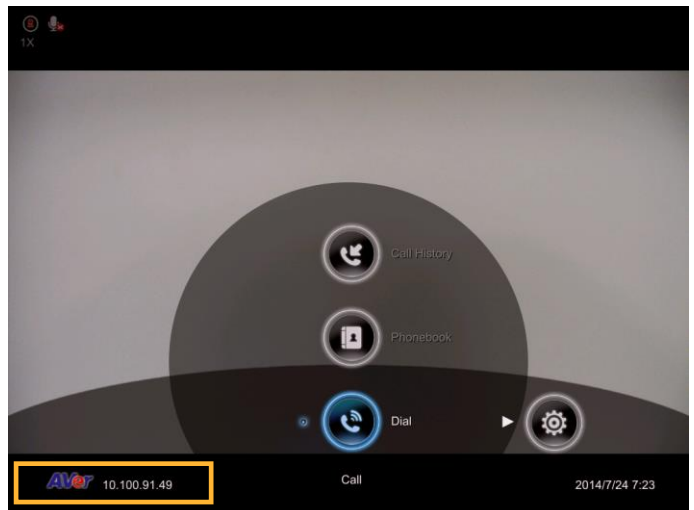 1X
Call History
Phonebook
Dial
AVer 10.100.91.49
Call
2014/7/24 7:23